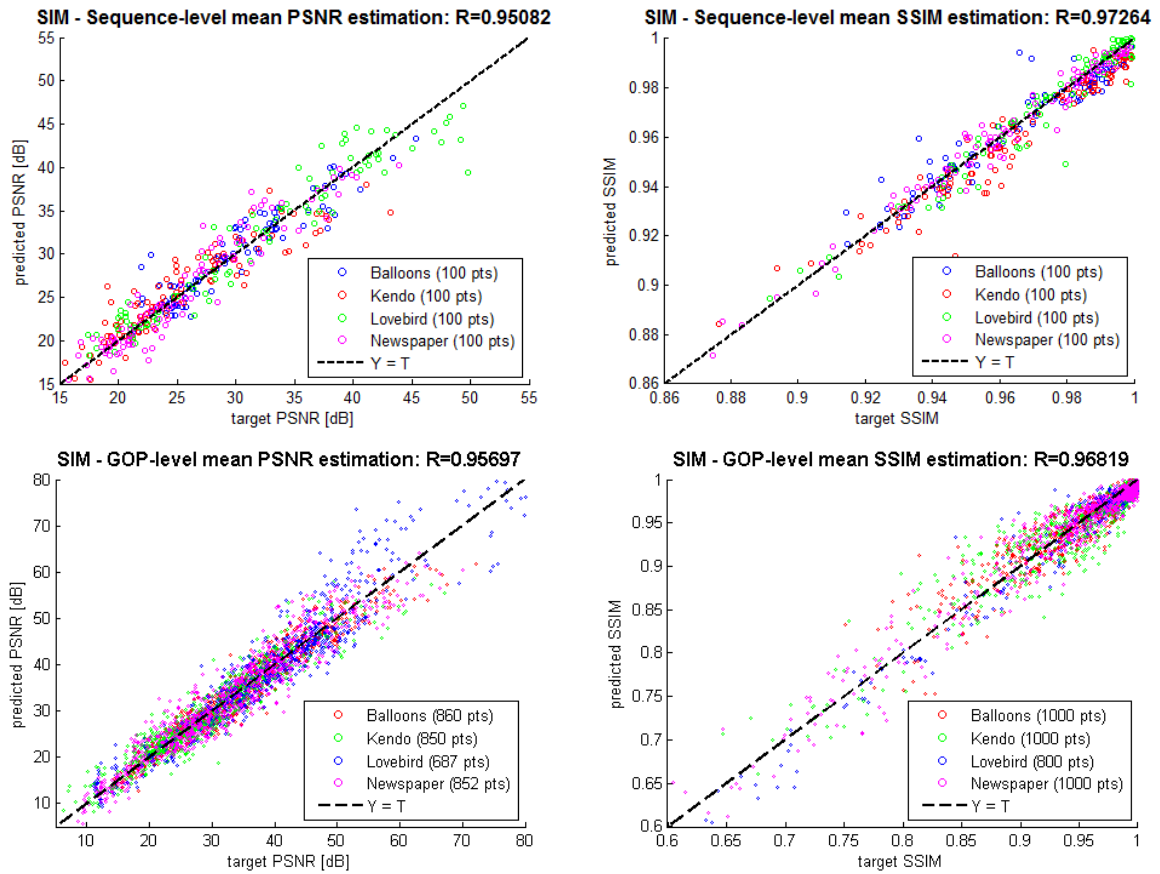 SIM - Sequence-level mean PSNR estimation: R=0.95082
55
50
45
40
35
30
25
20
15
predicted PSNR [dB]
Balloons (100 pts)
Kendo (100 pts)
Lovebird (100 pts)
Newspaper (100 pts)
Y = T
15 20 25 30 35 40 45 50 55
target PSNR [dB]
SIM - Sequence-level mean SSIM estimation: R=0.97264
1
0.98
0.96
0.94
0.92
0.9
0.88
0.86
predicted SSIM
Balloons (100 pts)
Kendo (100 pts)
Lovebird (100 pts)
Newspaper (100 pts)
Y = T
0.86 0.88 0.9 0.92 0.94 0.96 0.98 1
target SSIM
SIM - GOP-level mean PSNR estimation: R=0.95697
80
70
60
50
40
30
20
10
predicted PSNR [dB]
Balloons (860 pts)
Kendo (850 pts)
Lovebird (687 pts)
Newspaper (852 pts)
Y = T
10 20 30 40 50 60 70 80
target PSNR [dB]
SIM - GOP-level mean SSIM estimation: R=0.96819
1
0.95
0.9
0.85
0.8
0.75
0.7
0.65
0.6
predicted SSIM
Balloons (1000 pts)
Kendo (1000 pts)
Lovebird (800 pts)
Newspaper (1000 pts)
Y = T
0.6 0.65 0.7 0.75 0.8 0.85 0.9 0.95 1
target SSIM